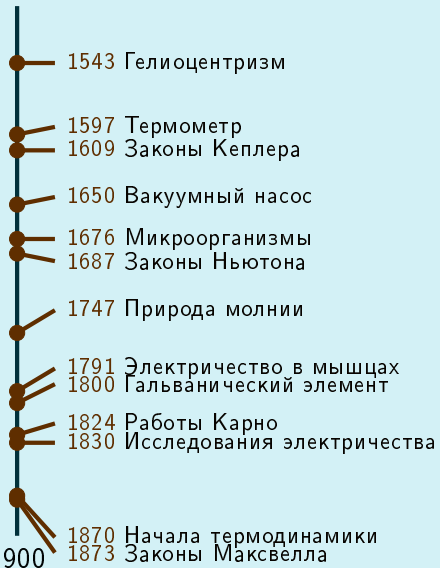 1543 Гелиоцентризм
1597 Термометр
1609 Законы Кеплера
1650 Вакуумный насос
1676 Микроорганизмы
1687 Законы Ньютона
1747 Природа молнии
1791 Электричество в мышцах
1800 Гальванический элемент
1824 Работы Карно
1830 Исследования электричества
1870 Начала термодинамики
1873 Законы Максвелла
900